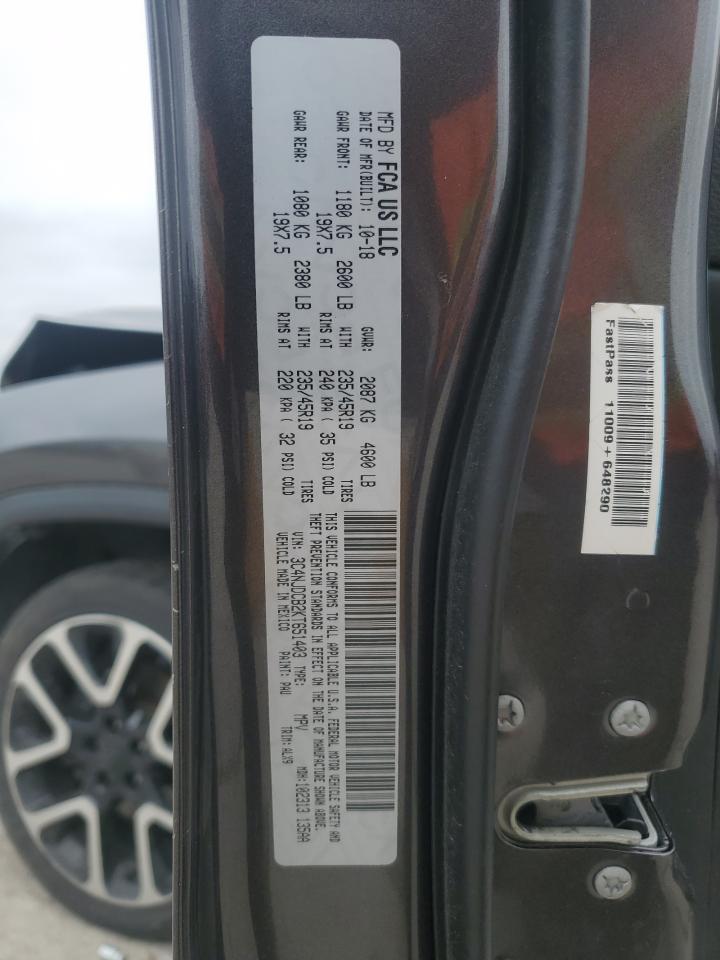 MFD BY FCA US LLC
DATE OF MFR(BUILT): 10-18 GVWR: 2087 KG 4600 LB
GAWR FRONT: 1180 KG 2600 LB WITH 235/45R19 TIRES
19X7.5 RIMS AT 240 KPA ( 35 PSI) COLD
GAWR REAR: 1080 KG 2380 LB WITH 235/45R19 TIRES
19X7.5 RIMS AT 220 KPA ( 32 PSI) COLD
THIS VEHICLE CONFORMS TO ALL APPLICABLE U.S.A. FEDERAL MOTOR VEHICLE SAFETY AND
THEFT PREVENTION STANDARDS IN EFFECT ON THE DATE OF MANUFACTURE SHOWN ABOVE.
VIN: 3C4NJDCB2KT651403 TYPE: MPV MDH:102313 135AA
VEHICLE MADE IN MEXICO PAINT: PAU TRIM:ALX9
FastPass 11009+648290